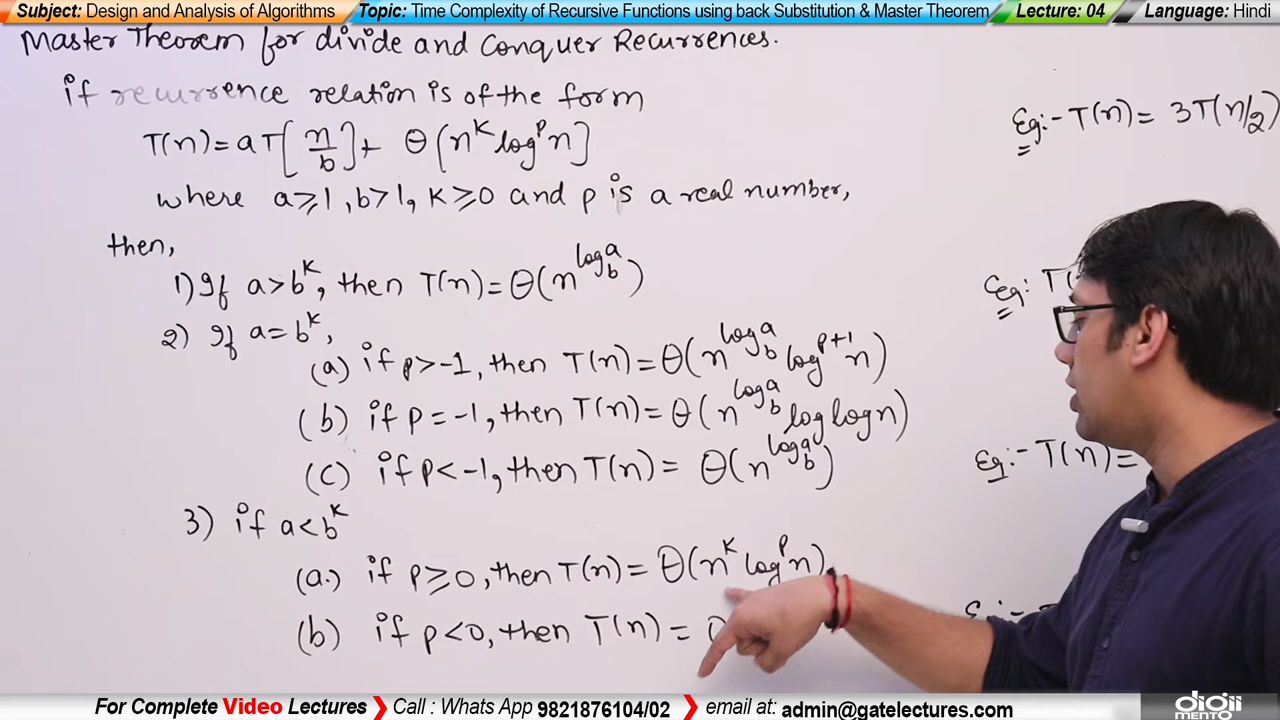 Subject: Design and Analysis of Algorithms Topic: Time Complexity of Recursive Functions using back Substitution & Master Theorem Lecture: 04 Language: Hindi
Master Theorem for divide and Conquer Recurrences.
if recurrence relation is of the form
T(n) = a T[n/b] + θ(n^k log^p n]
where a ≥ 1, b > 1, k ≥ 0 and p is a real number,
then,
1) If a > b^k, then T(n) = θ(n^log_b^a)
2) If a = b^k,
(a) if p > -1, then T(n) = θ(n^log_b^a log^p+1 n)
(b) if p = -1, then T(n) = θ(n^log_b^a log log n)
(c) if p < -1, then T(n) = θ(n^log_b^a)
3) if a < b^k
(a.) if p ≥ 0, then T(n) = θ(n^k log^p n).
(b) if p < 0, then T(n) =
Eg:- T(n) = 3T(n/2)
Eg: T(
Eg:- T(n) =
For Complete Video Lectures Call : Whats App 9821876104/02 email at: admin@gatelectures.com
digii
MENTO